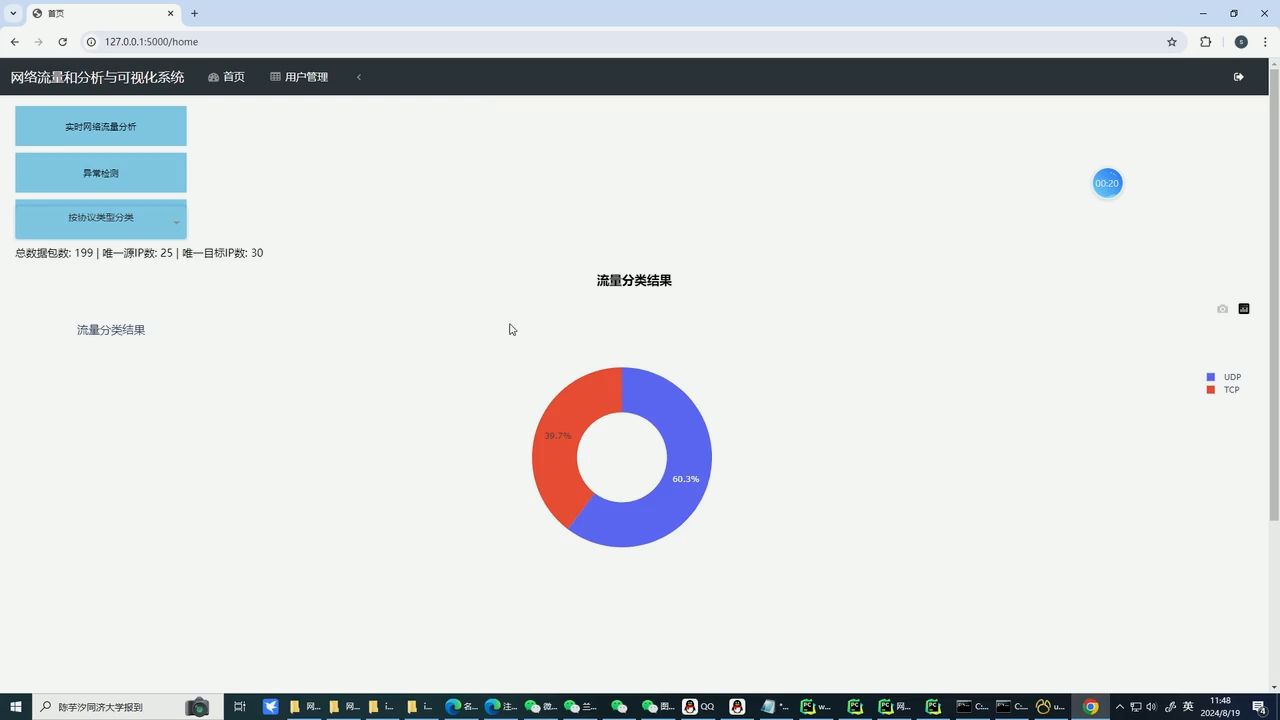 首页
127.0.0.1:5000/home
S
网络流量和分析与可视化系统 首页 用户管理
实时网络流量分析
异常检测
00:20
按协议类型分类
总数据包数: 199 | 唯一源IP数: 25 | 唯一目标IP数: 30
流量分类结果
流量分类结果
UDP
TCP
39.7%
60.3%
陈芋汐同济大学报到
网... 网... i... i... 名... 注... 微... 兰... 图... QQ w... 网... C... C... u... 英
11:48
2024/8/19